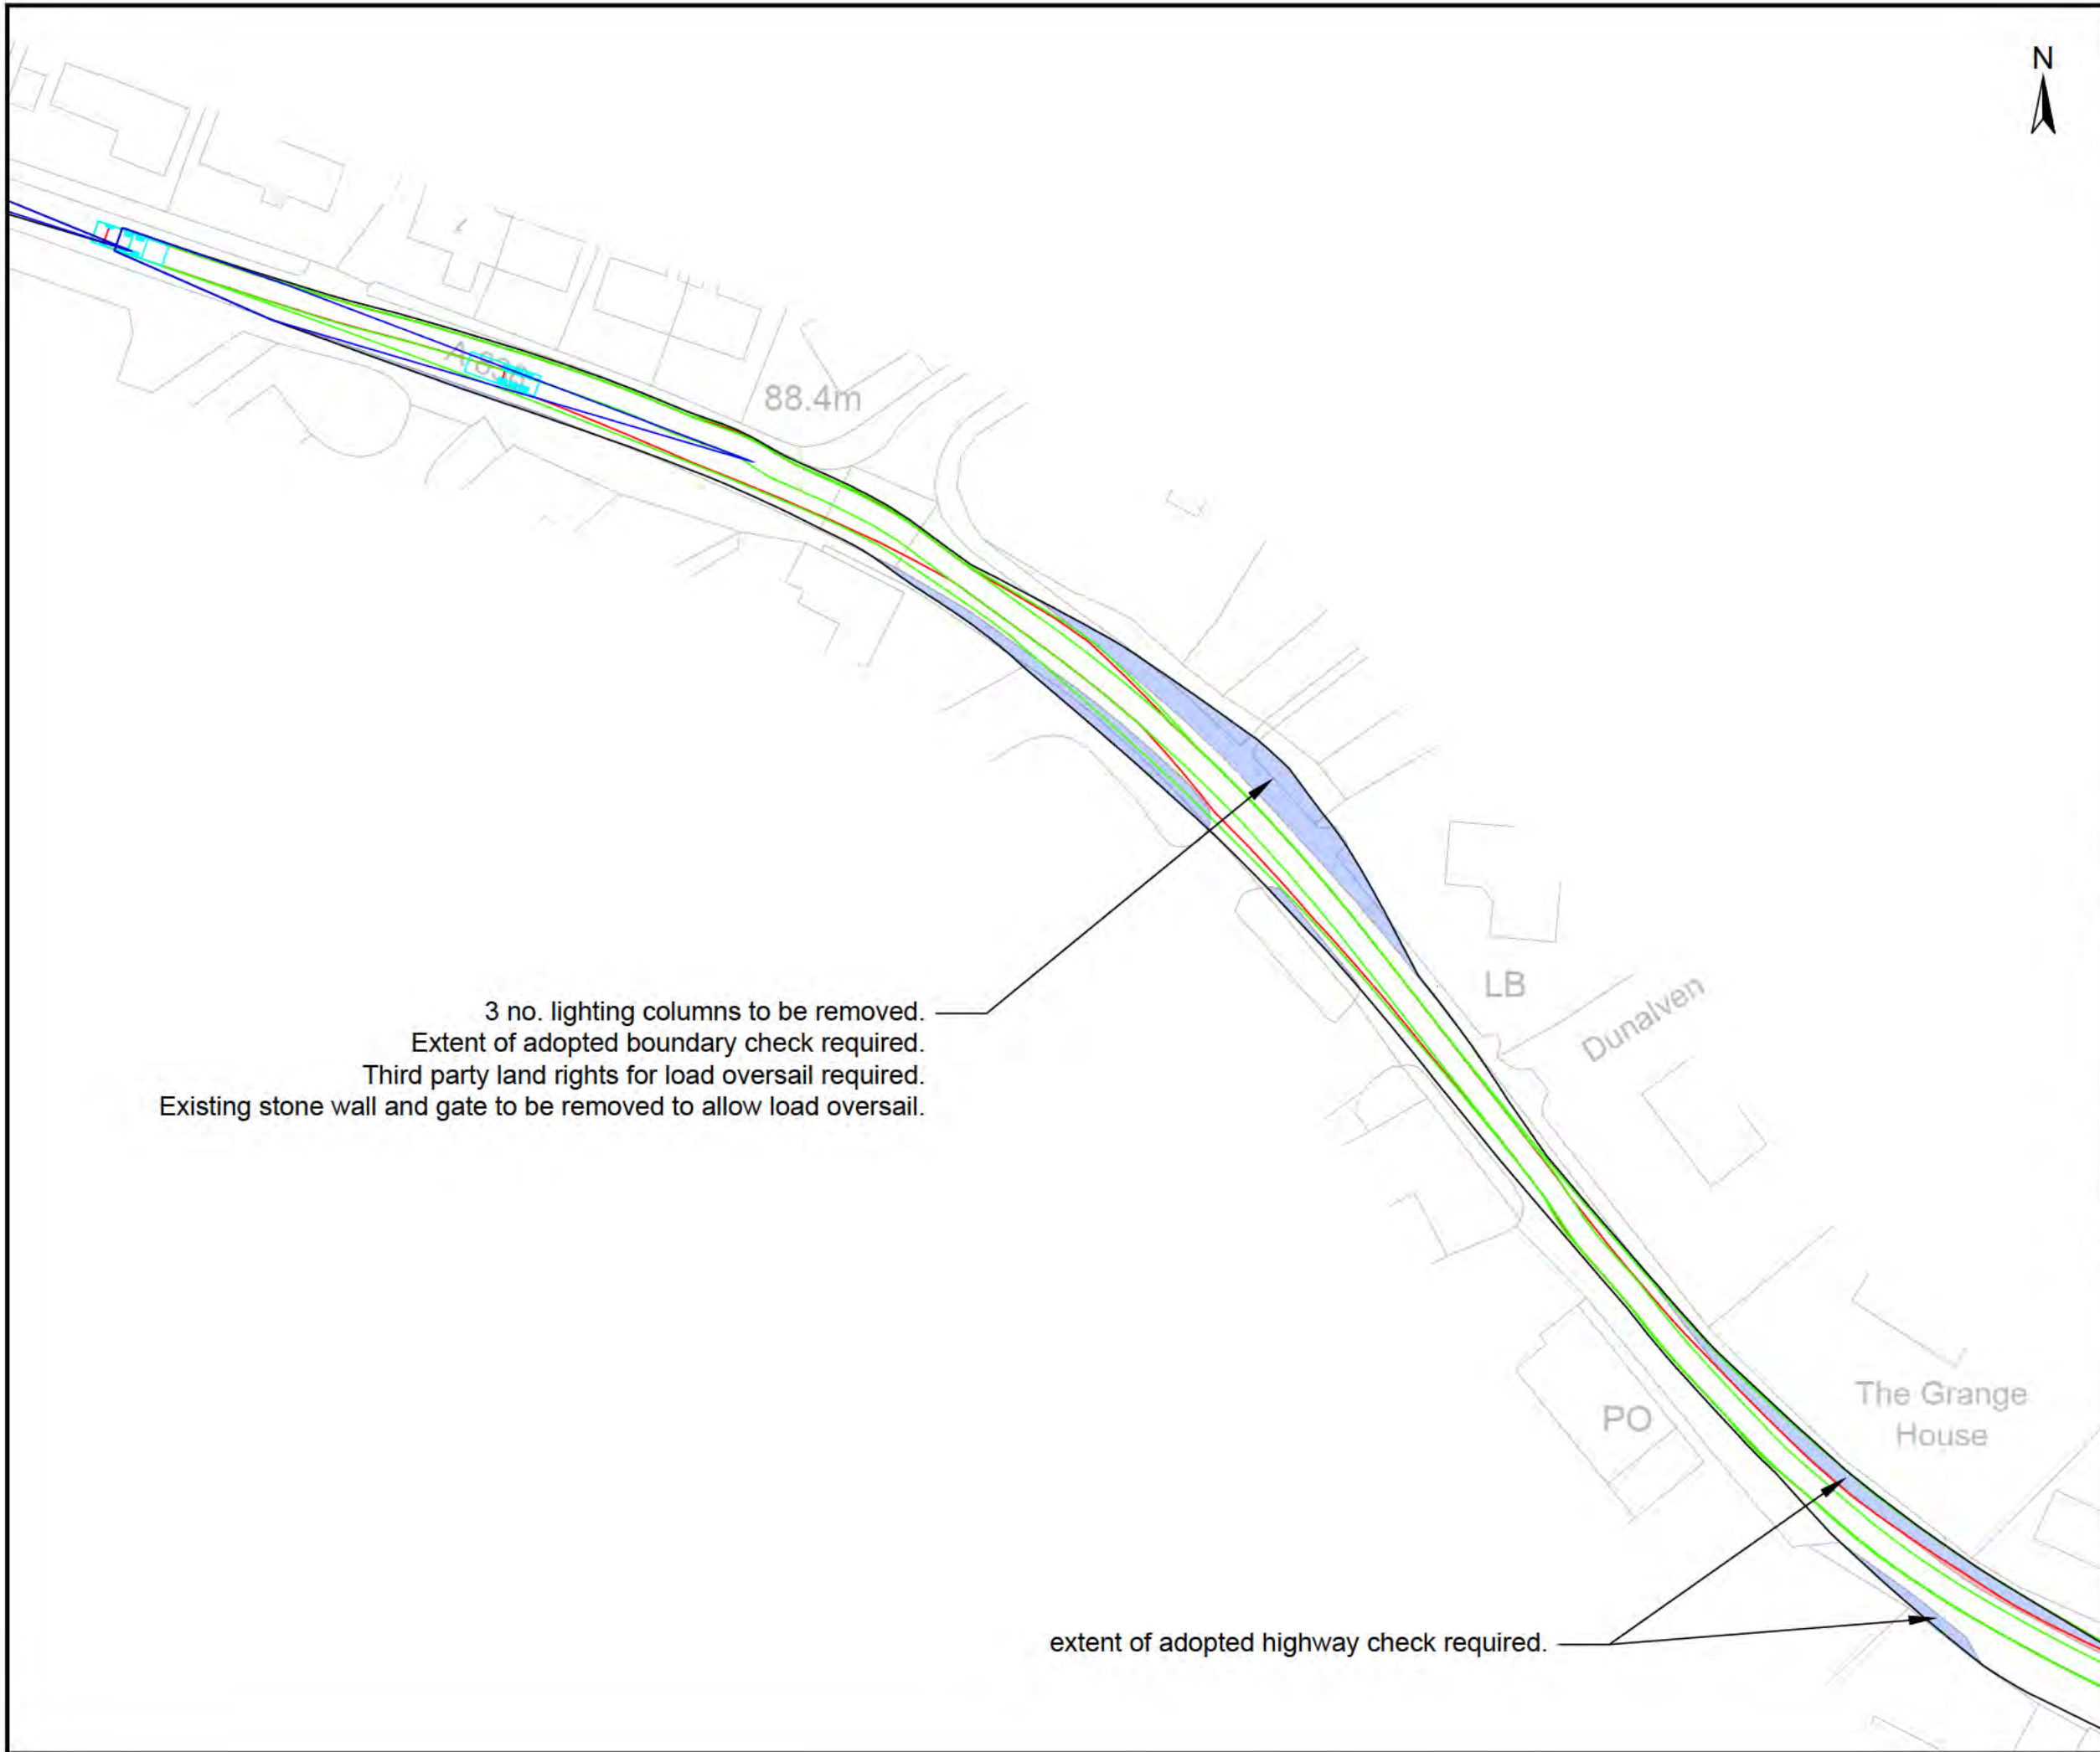 N
88.4m
LB
Dunalven
3 no. lighting columns to be removed.
Extent of adopted boundary check required.
Third party land rights for load oversail required.
Existing stone wall and gate to be removed to allow load oversail.
The Grange
House
PO
extent of adopted highway check required.